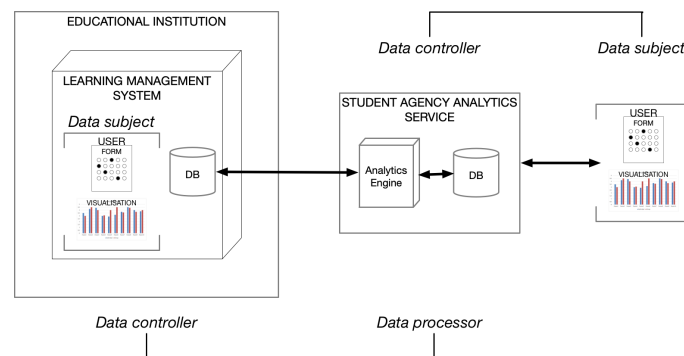 EDUCATIONAL INSTITUTION
LEARNING MANAGEMENT
SYSTEM
Data subject
USER
FORM
VISUALISATION
DB
Data controller
Data subject
STUDENT AGENCY ANALYTICS
SERVICE
Analytics
Engine
DB
USER
FORM
VISUALISATION
Data controller
Data processor